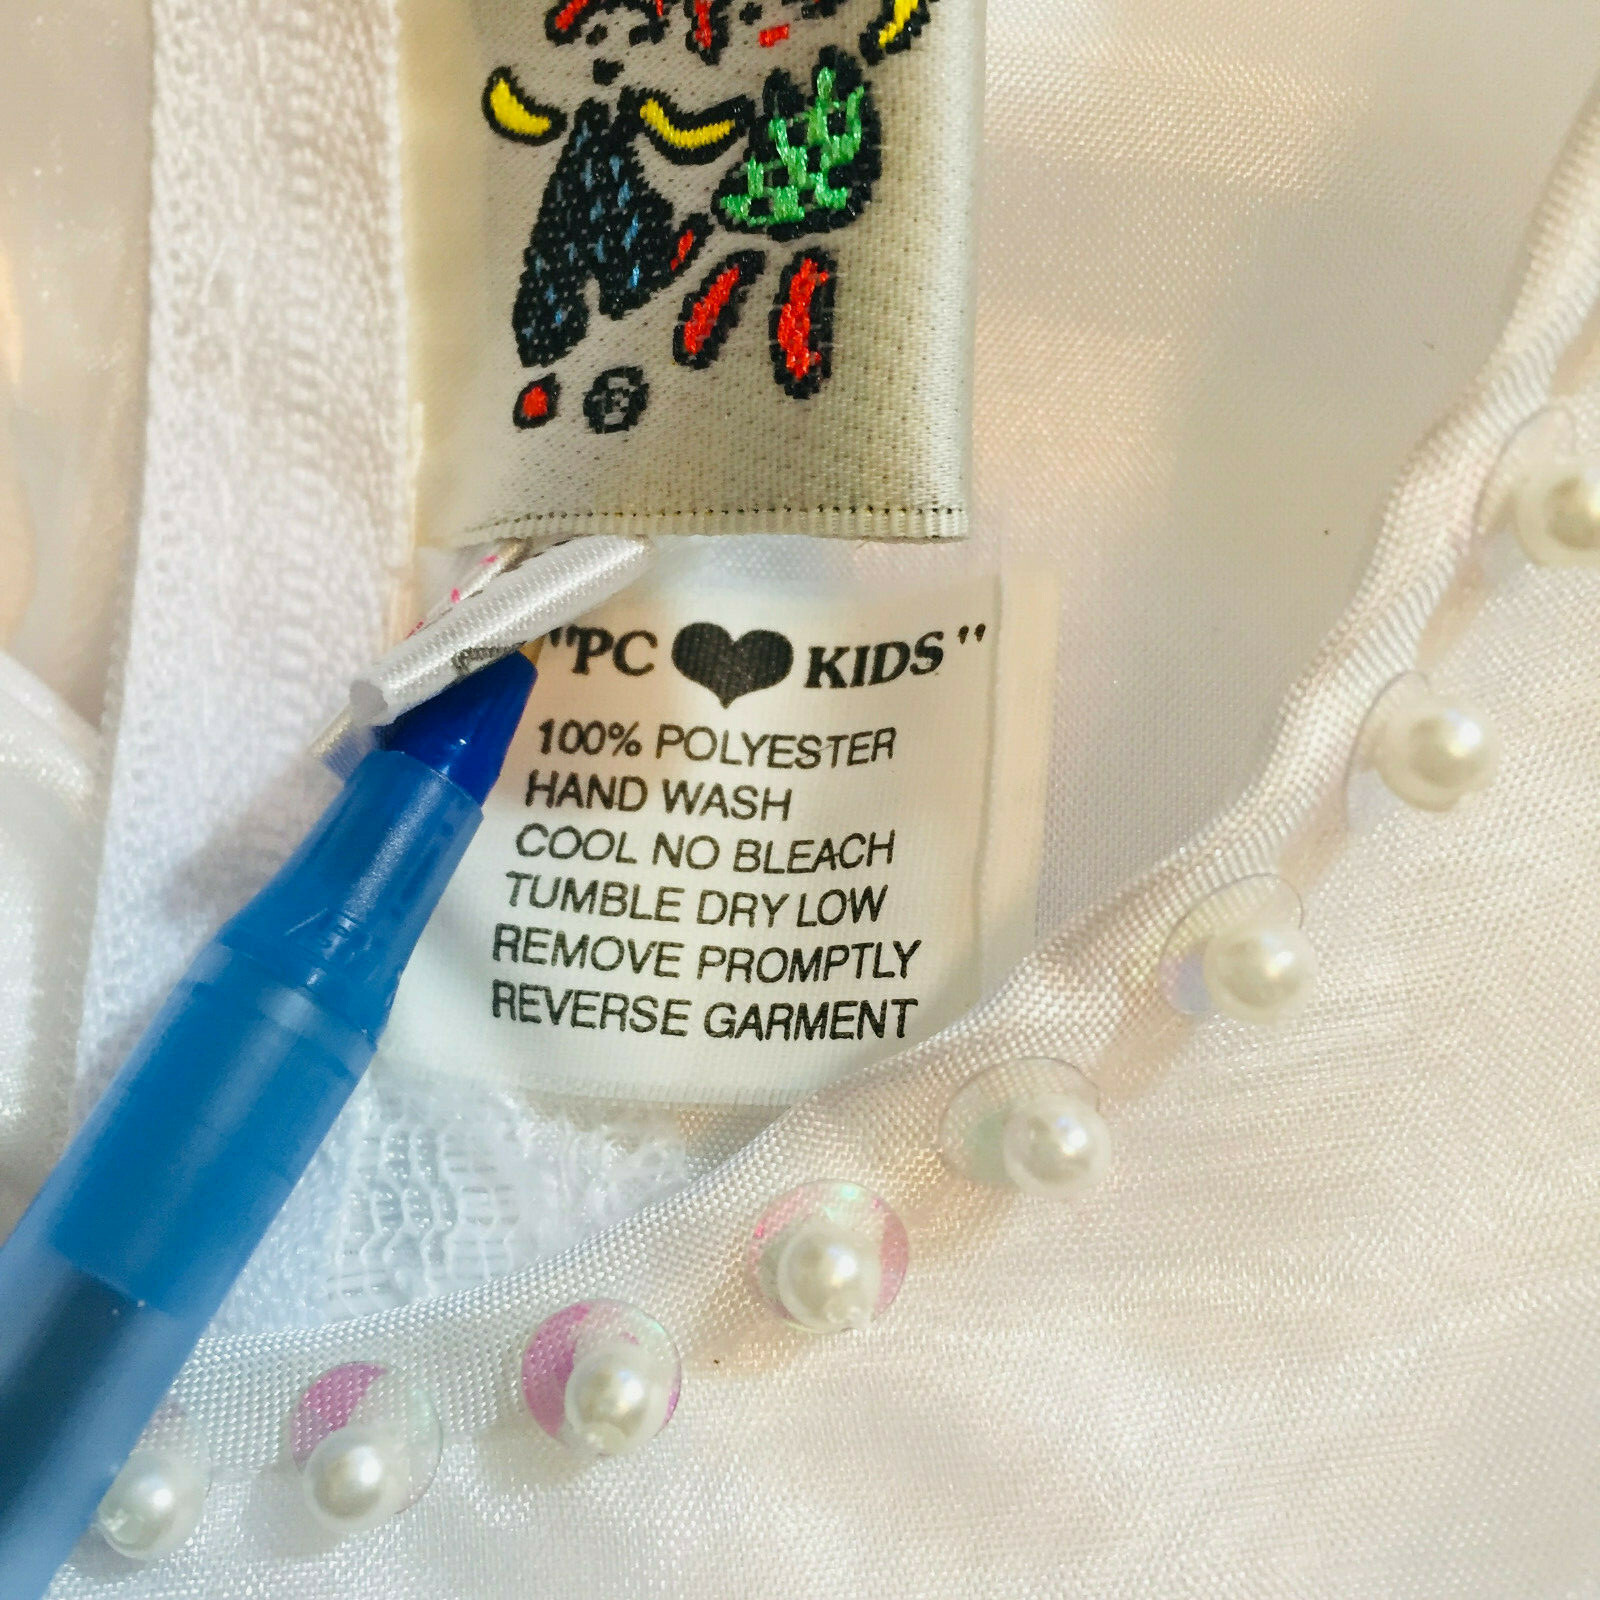 "PC ♥ KIDS"
100% POLYESTER
HAND WASH
COOL NO BLEACH
TUMBLE DRY LOW
REMOVE PROMPTLY
REVERSE GARMENT